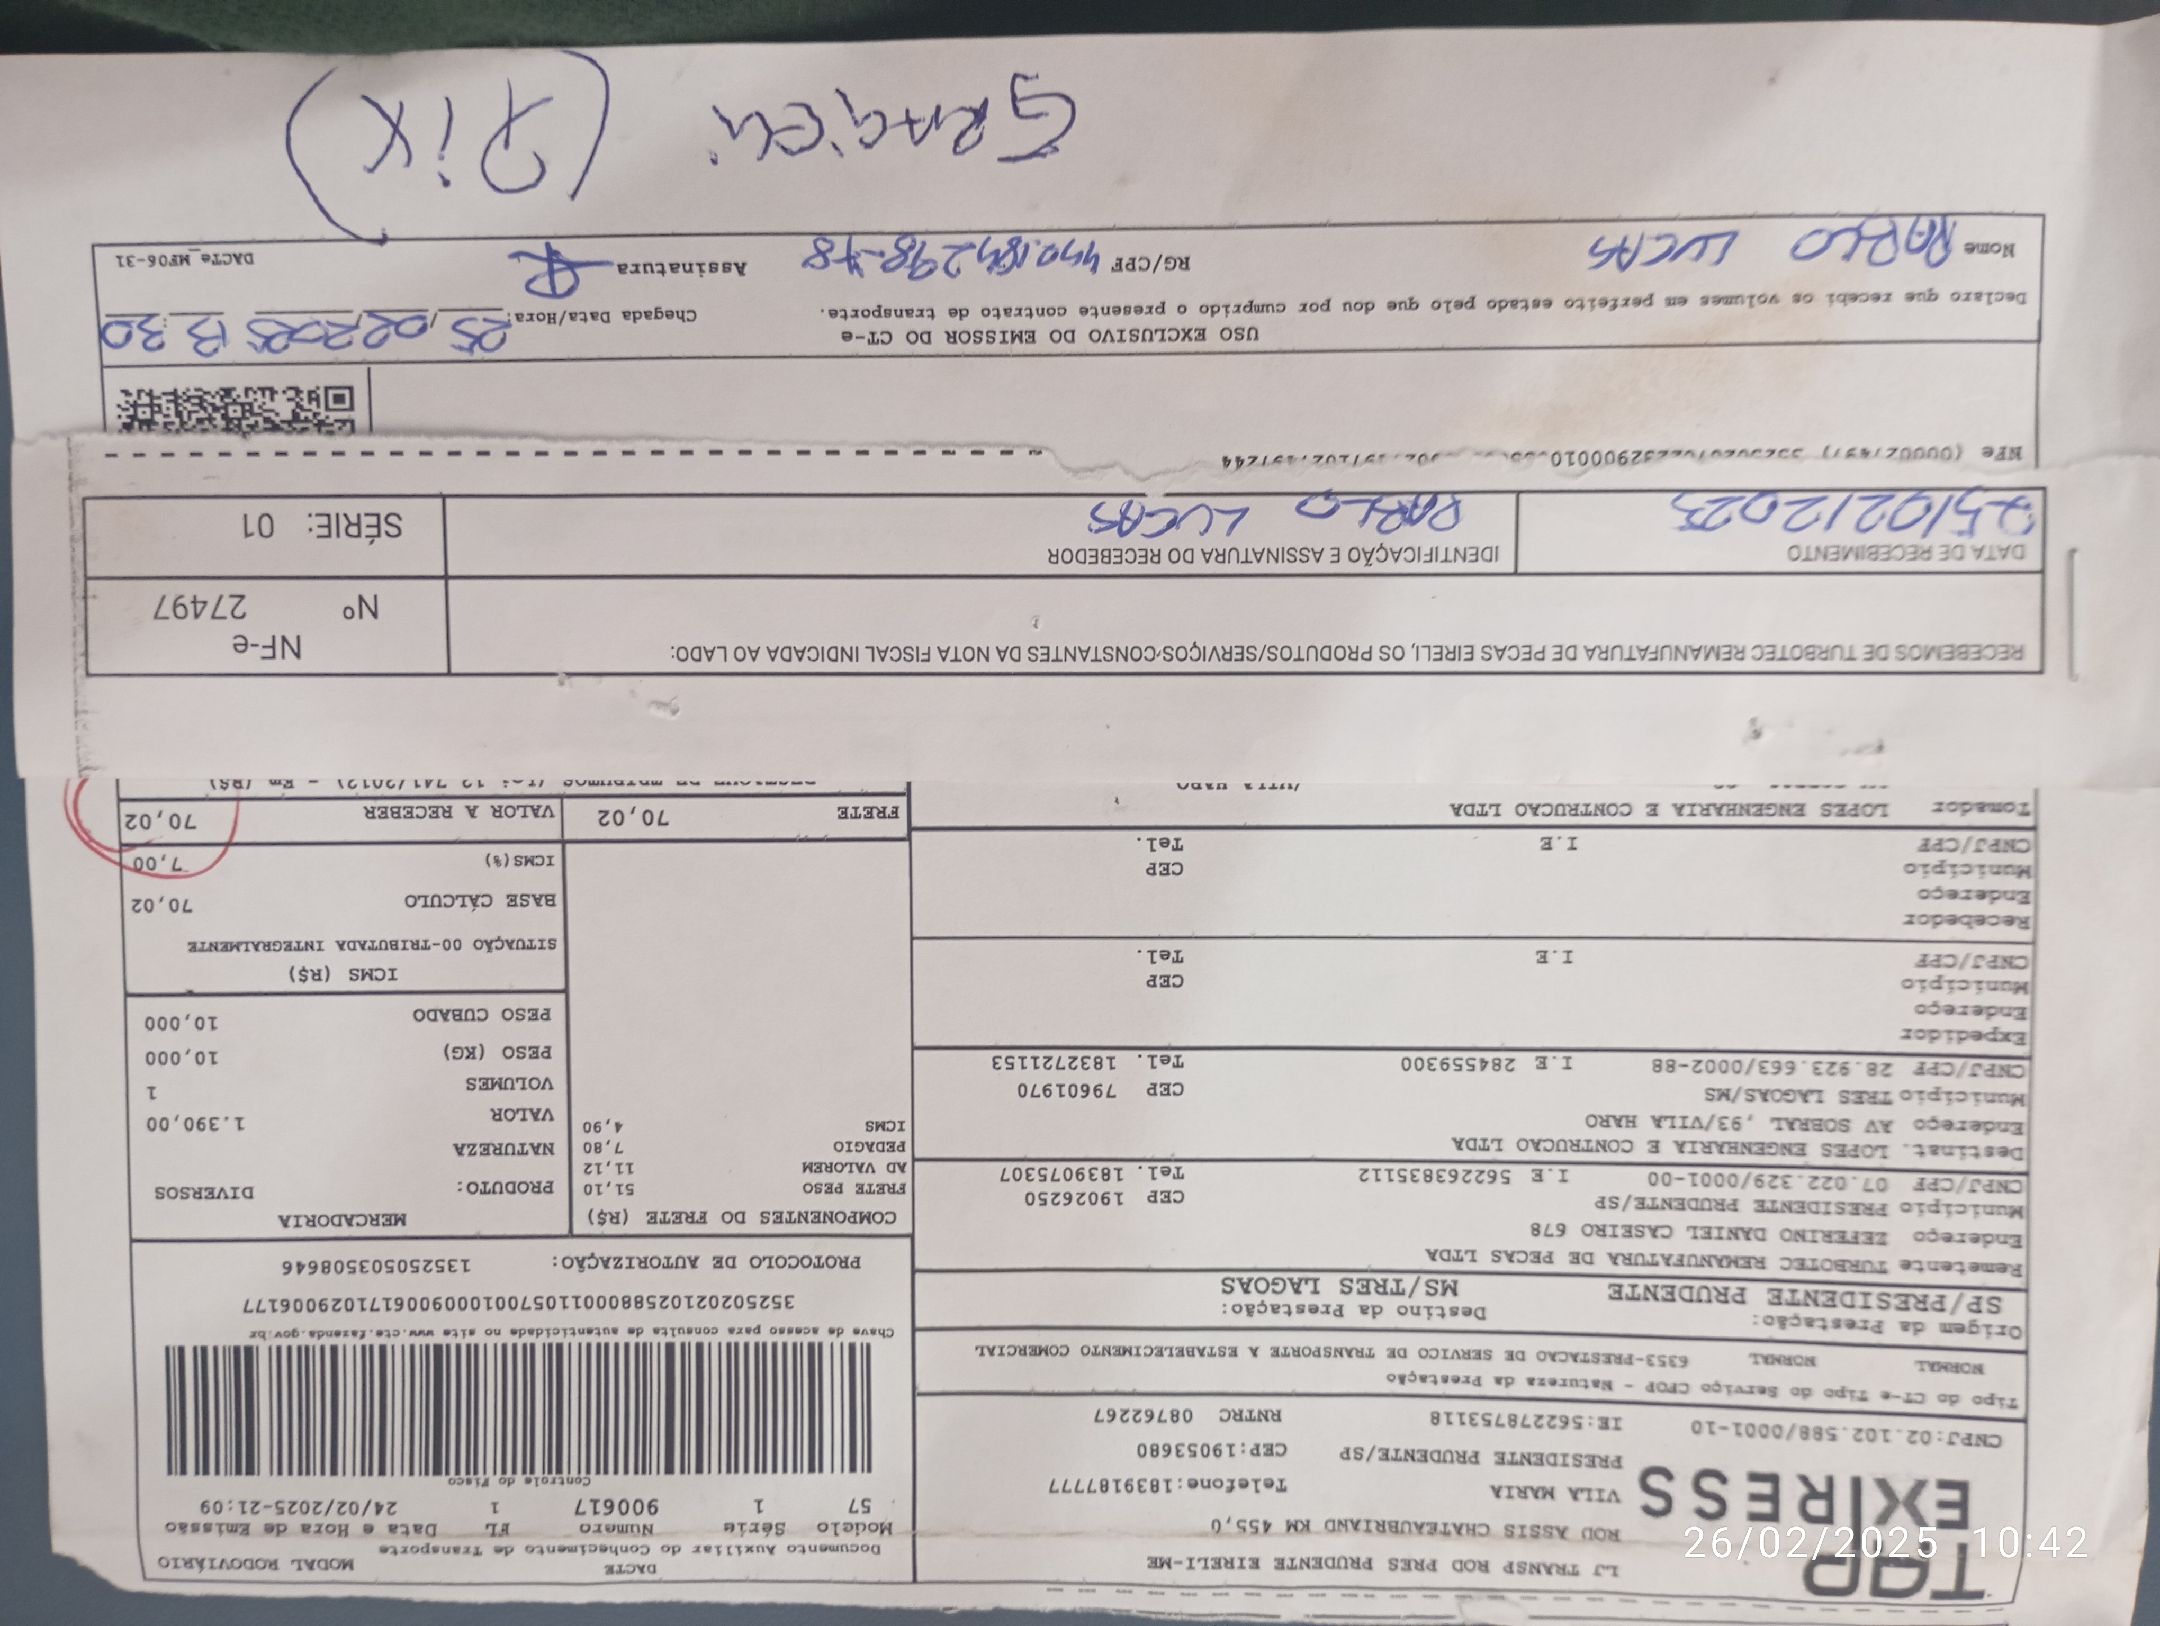 LJ TRANSP ROD PRES PRUDENTE EIRELI-ME
TOP EXPRESS
ROD ASSIS CHATEAUBRIAND KM 455,0
VILA MARIA Telefone:1839187777
PRESIDENTE PRUDENTE/SP CEP:19053680
CNPJ:02.102.588/0001-10 IE:562278753118 RNTRC 08762267
DACTE MODAL RODOVIÁRIO
Documento Auxiliar do Conhecimento de Transporte
Modelo Série Numero FL Data e Hora de Emissão
57 1 900617 1 24/02/2025-21:09
Controle do Fisco
Chave de acesso para consulta de autenticidade no site www.cte.fazenda.gov.br
PROTOCOLO DE AUTORIZAÇÃO: 135250503508646
Tipo do CT-e Tipo do Serviço CFOP - Natureza da Prestação
NORMAL NORMAL 6353-PRESTACAO DE SERVICO DE TRANSPORTE A ESTABELECIMENTO COMERCIAL
Origem da Prestação: Destino da Prestação:
SP/PRESIDENTE PRUDENTE MS/TRES LAGOAS
Remetente TURBOTEC REMANUFATURA DE PECAS LTDA
Endereço ZEFERINO DANIEL CASEIRO 678
Município PRESIDENTE PRUDENTE/SP CEP 19026250
CNPJ/CPF 07.022.329/0001-00 I.E 562263835112 Tel. 1839075307
Destinat. LOPES ENGENHARIA E CONTRUCAO LTDA
Endereço AV SOBRAL ,93/VILA HARO
Município TRES LAGOAS/MS CEP 79601970
CNPJ/CPF 28.923.663/0002-88 I.E 284559300 Tel. 1832721153
Expedidor
Endereço
Município CEP
CNPJ/CPF I.E Tel.
Recebedor
Endereço
Município CEP
CNPJ/CPF I.E Tel.
Tomador LOPES ENGENHARIA E CONTRUCAO LTDA
COMPONENTES DO FRETE (R$)
FRETE PESO 51,10
AD VALOREM 11,12
PEDAGIO 7,80
ICMS 4,90
FRETE 70,02
MERCADORIA
PRODUTO: DIVERSOS
NATUREZA
VALOR 1.390,00
VOLUMES 1
PESO (KG) 10,000
PESO CUBADO 10,000
ICMS (R$)
SITUAÇÃO 00-TRIBUTADA INTEGRALMENTE
BASE CÁLCULO 70,02
ICMS(%) 7,00
VALOR A RECEBER 70,02
RECEBEMOS DE TURBOTEC REMANUFATURA DE PECAS EIRELI, OS PRODUTOS/SERVIÇOS CONSTANTES DA NOTA FISCAL INDICADA AO LADO:
NF-e
Nº 27497
SÉRIE: 01
DATA DE RECEBIMENTO IDENTIFICAÇÃO E ASSINATURA DO RECEBEDOR
25/02/2025 PABLO LUCAS
NFe
USO EXCLUSIVO DO EMISSOR DO CT-e
Declaro que recebi os volumes em perfeito estado pelo que dou por cumprido o presente contrato de transporte.
Chegada Data/Hora: 25/02/2025 13:30
Nome PABLO LUCAS RG/CPF Assinatura
DACTe MF06-31
GRAZIELI (PiX)
26/02/2025 10:42